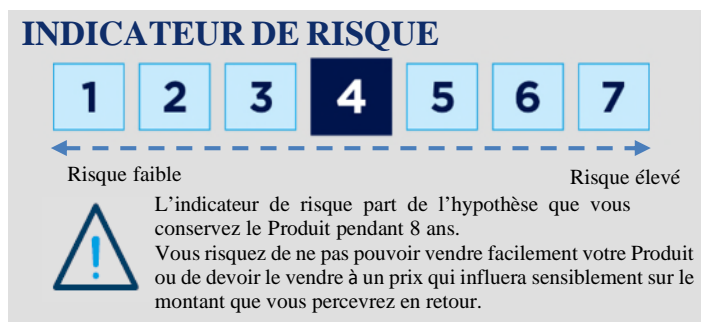 INDICATEUR DE RISQUE
1 2 3 4 5 6 7
Risque faible Risque élevé
L’indicateur de risque part de l’hypothèse que vous
conservez le Produit pendant 8 ans.
Vous risquez de ne pas pouvoir vendre facilement votre Produit
ou de devoir le vendre à un prix qui influera sensiblement sur le
montant que vous percevrez en retour.